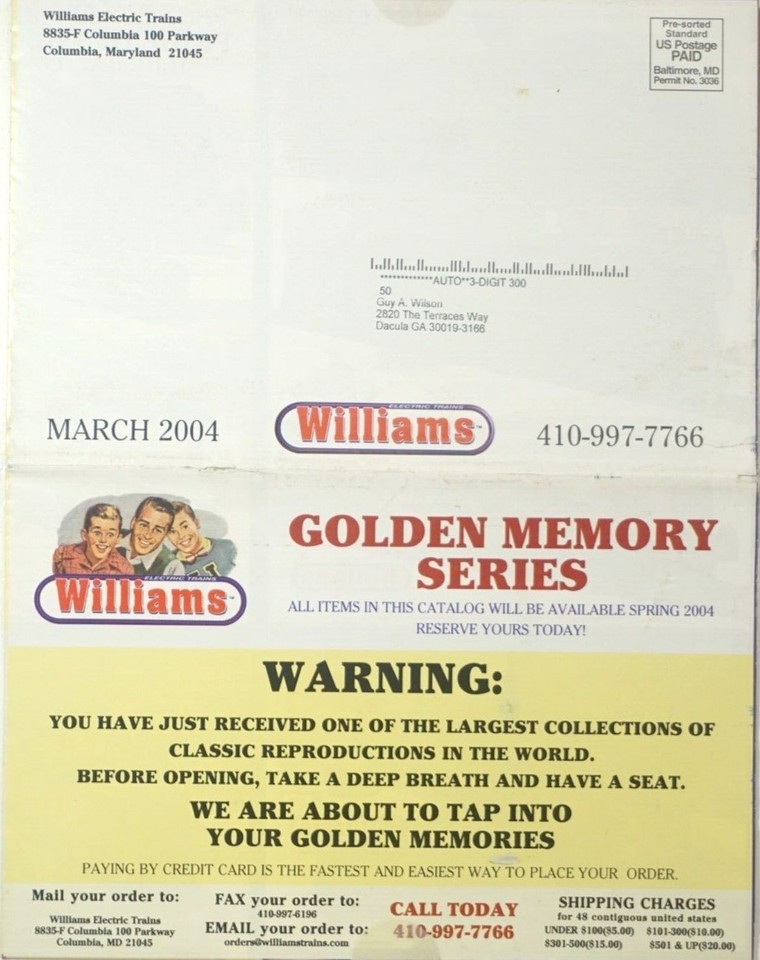 Williams Electric Trains
8835-F Columbia 100 Parkway
Columbia, Maryland 21045
Pre-sorted
Standard
US Postage
PAID
Baltimore, MD
Permit No. 3036
**************AUTO**3-DIGIT 300
50
Guy A. Wilson
2820 The Terraces Way
Dacula GA 30019-3166
MARCH 2004
ELECTRIC TRAINS
Williams™
410-997-7766
ELECTRIC TRAINS
Williams™
GOLDEN MEMORY
SERIES
ALL ITEMS IN THIS CATALOG WILL BE AVAILABLE SPRING 2004
RESERVE YOURS TODAY!
WARNING:
YOU HAVE JUST RECEIVED ONE OF THE LARGEST COLLECTIONS OF
CLASSIC REPRODUCTIONS IN THE WORLD.
BEFORE OPENING, TAKE A DEEP BREATH AND HAVE A SEAT.
WE ARE ABOUT TO TAP INTO
YOUR GOLDEN MEMORIES
PAYING BY CREDIT CARD IS THE FASTEST AND EASIEST WAY TO PLACE YOUR ORDER.
Mail your order to:
Williams Electric Trains
8835-F Columbia 100 Parkway
Columbia, MD 21045
FAX your order to:
410-997-6196
EMAIL your order to:
orders@williamstrains.com
CALL TODAY
410-997-7766
SHIPPING CHARGES
for 48 contiguous united states
UNDER $100($5.00) $101-300($10.00)
$301-500($15.00) $501 & UP($20.00)